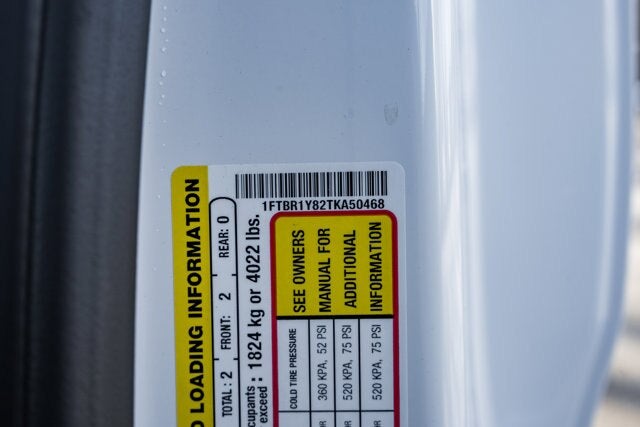 1FTBR1Y82TKA50468
LOADING INFORMATION
TOTAL: 2 FRONT: 2 REAR: 0
exceed: 1824 kg or 4022 lbs.
SEE OWNERS
MANUAL FOR
ADDITIONAL
INFORMATION
COLD TIRE PRESSURE
360 KPA, 52 PSI
520 KPA, 75 PSI
520 KPA, 75 PSI